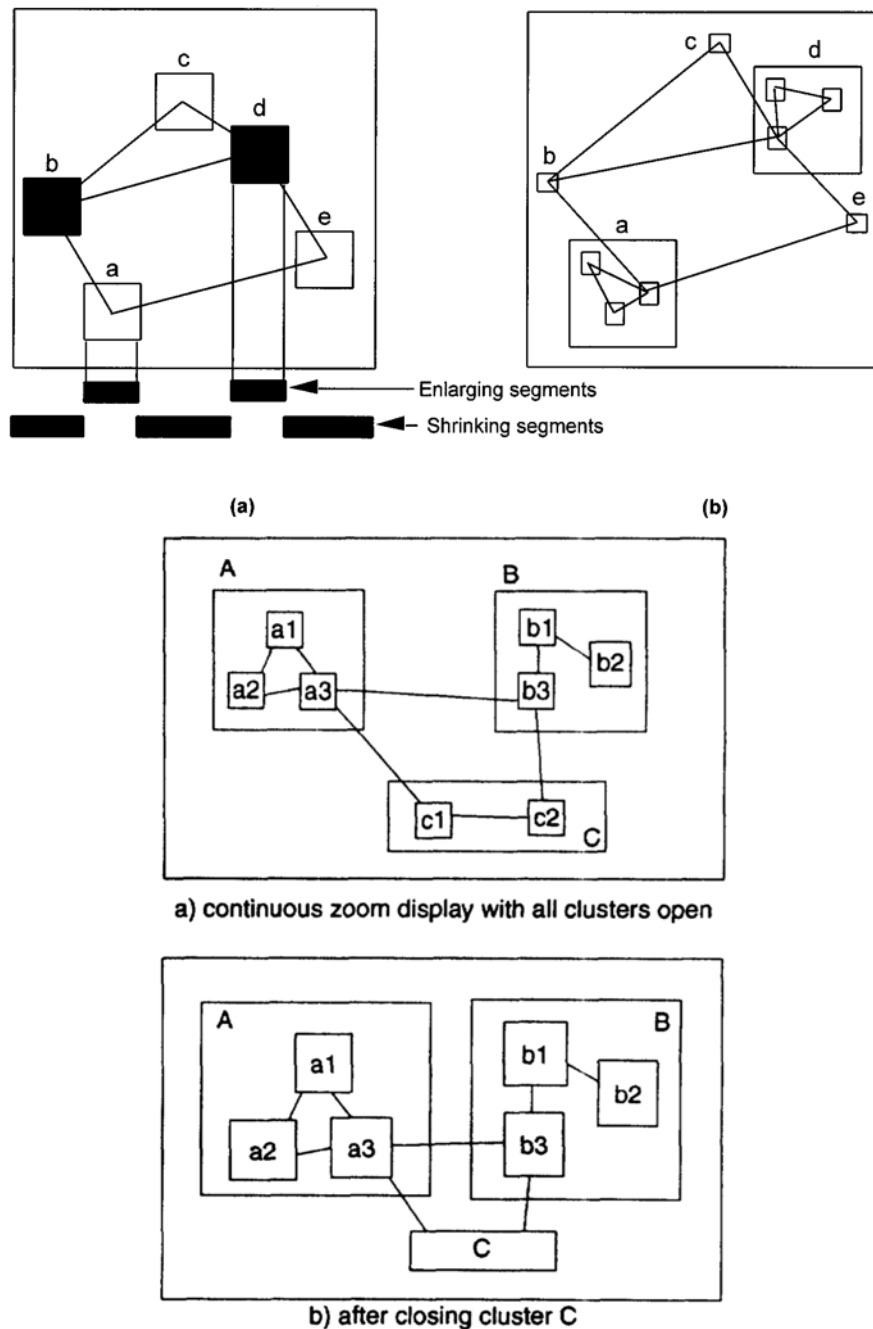 c
d
b
e
a
Enlarging segments
Shrinking segments
c
d
b
e
a
(a)
(b)
A
B
a1
b1
b2
a2
a3
b3
c1
c2
C
a) continuous zoom display with all clusters open
A
B
a1
b1
b2
a2
a3
b3
C
b) after closing cluster C